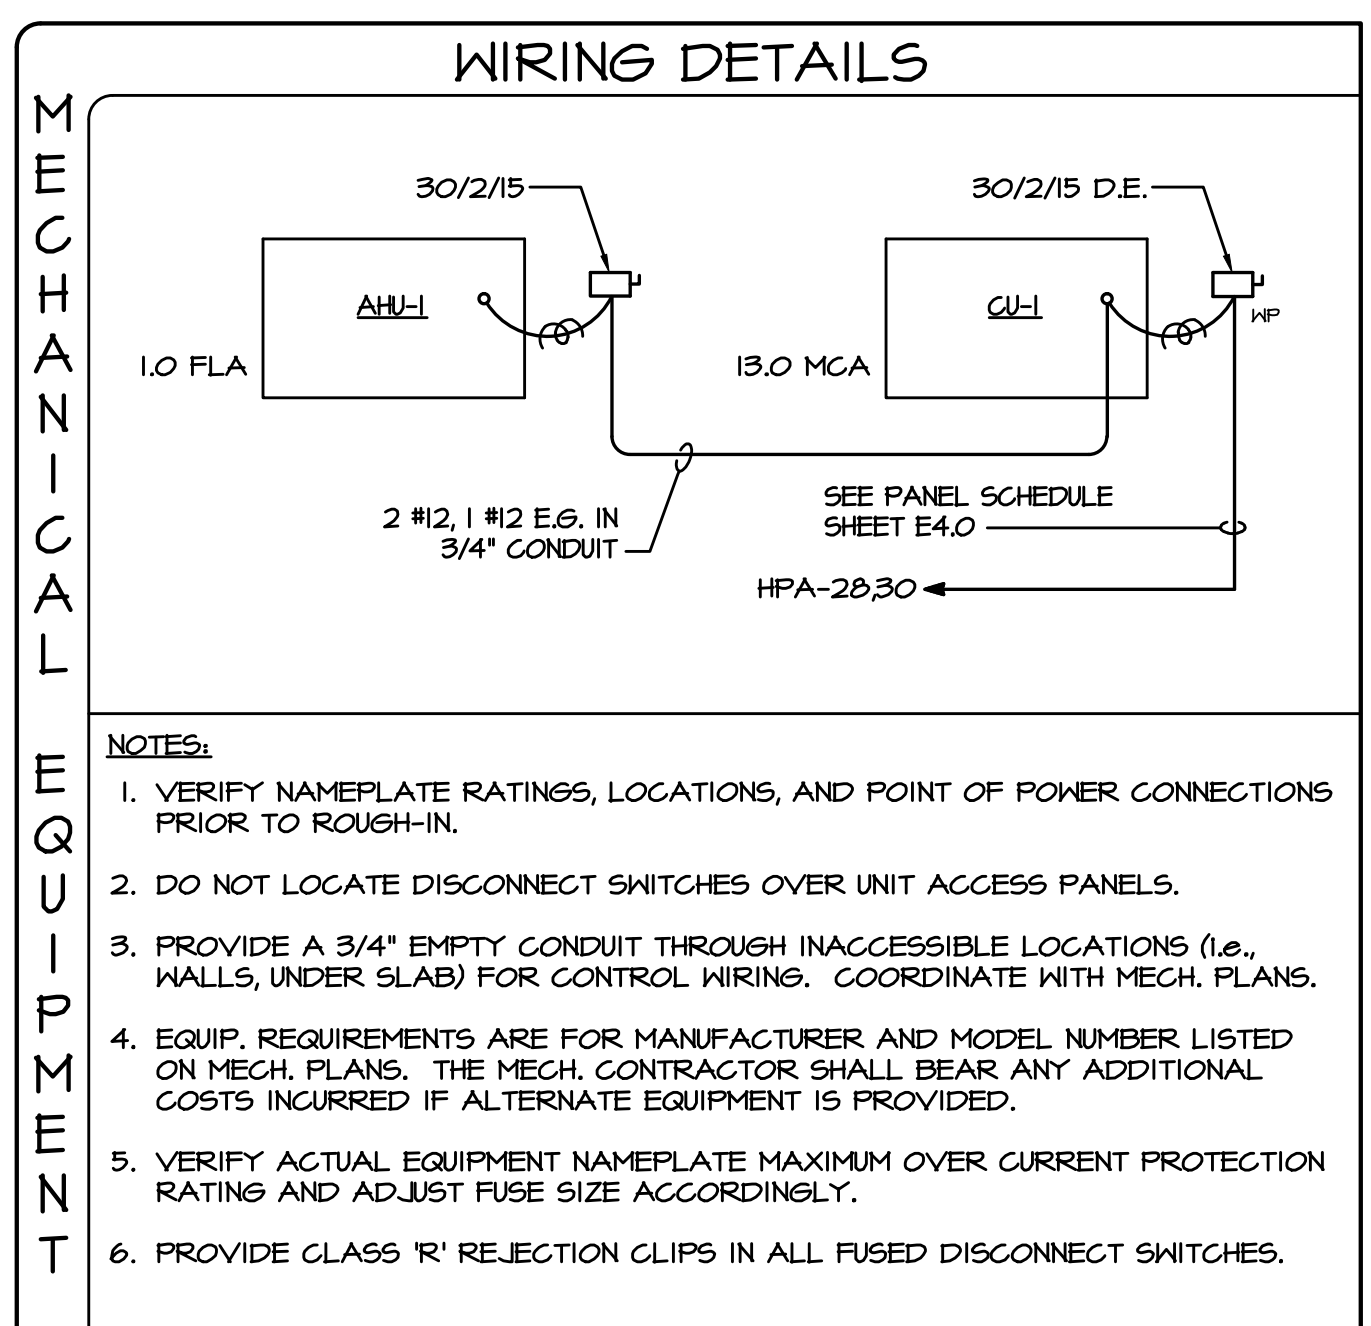 WIRING DETAILS
MECHANICAL EQUIPMENT
30/2/15
30/2/15 D.E.
AHU-1
CU-1
WP
1.0 FLA
13.0 MCA
2 #12, 1 #12 E.G. IN
3/4" CONDUIT
SEE PANEL SCHEDULE
SHEET E4.0
HPA-28,30
NOTES:
1. VERIFY NAMEPLATE RATINGS, LOCATIONS, AND POINT OF POWER CONNECTIONS
PRIOR TO ROUGH-IN.
2. DO NOT LOCATE DISCONNECT SWITCHES OVER UNIT ACCESS PANELS.
3. PROVIDE A 3/4" EMPTY CONDUIT THROUGH INACCESSIBLE LOCATIONS (i.e.,
WALLS, UNDER SLAB) FOR CONTROL WIRING. COORDINATE WITH MECH. PLANS.
4. EQUIP. REQUIREMENTS ARE FOR MANUFACTURER AND MODEL NUMBER LISTED
ON MECH. PLANS. THE MECH. CONTRACTOR SHALL BEAR ANY ADDITIONAL
COSTS INCURRED IF ALTERNATE EQUIPMENT IS PROVIDED.
5. VERIFY ACTUAL EQUIPMENT NAMEPLATE MAXIMUM OVER CURRENT PROTECTION
RATING AND ADJUST FUSE SIZE ACCORDINGLY.
6. PROVIDE CLASS 'R' REJECTION CLIPS IN ALL FUSED DISCONNECT SWITCHES.